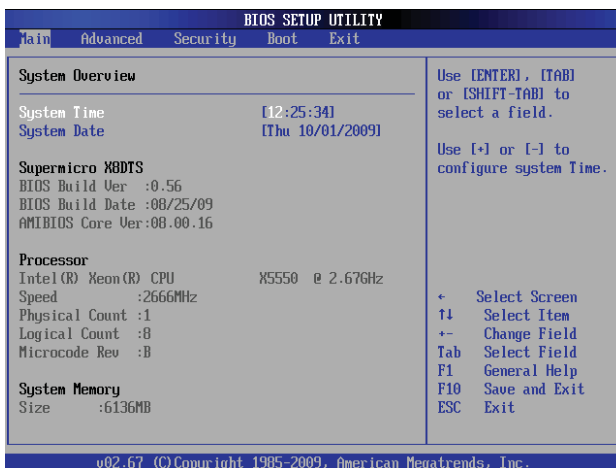 BIOS SETUP UTILITY
Main Advanced Security Boot Exit
System Overview
System Time [12:25:34]
System Date [Thu 10/01/2009]
Supermicro X8DTS
BIOS Build Ver :0.56
BIOS Build Date :08/25/09
AMIBIOS Core Ver:08.00.16
Processor
Intel(R) Xeon(R) CPU X5550 @ 2.67GHz
Speed :2666MHz
Physical Count :1
Logical Count :8
Microcode Rev :B
System Memory
Size :6136MB
Use [ENTER], [TAB]
or [SHIFT-TAB] to
select a field.
Use [+] or [-] to
configure system Time.
← Select Screen
↑↓ Select Item
+- Change Field
Tab Select Field
F1 General Help
F10 Save and Exit
ESC Exit
v02.67 (C)Copyright 1985-2009, American Megatrends, Inc.